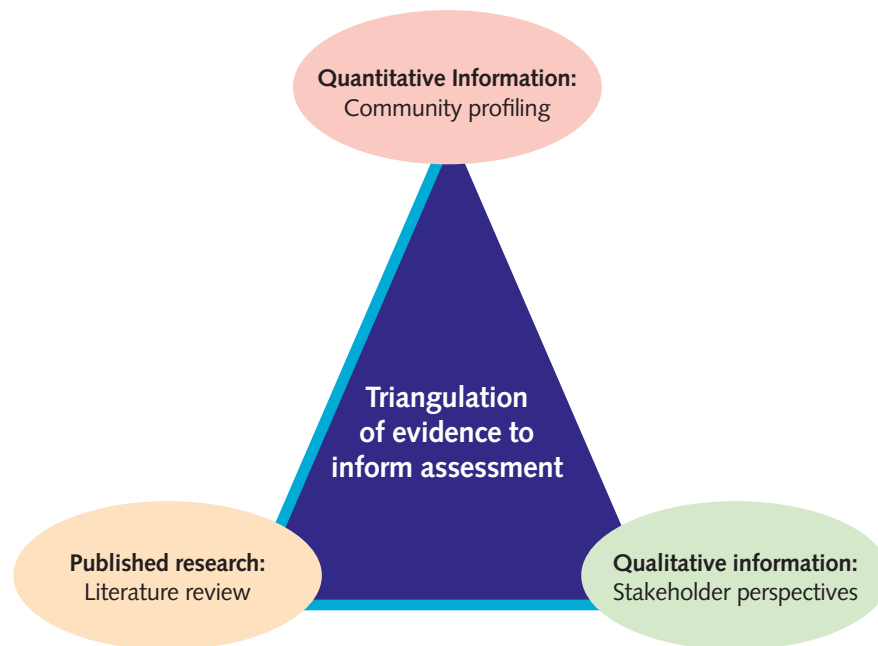 Quantitative Information:
Community profiling
Triangulation
of evidence to
inform assessment
Published research:
Literature review
Qualitative information:
Stakeholder perspectives